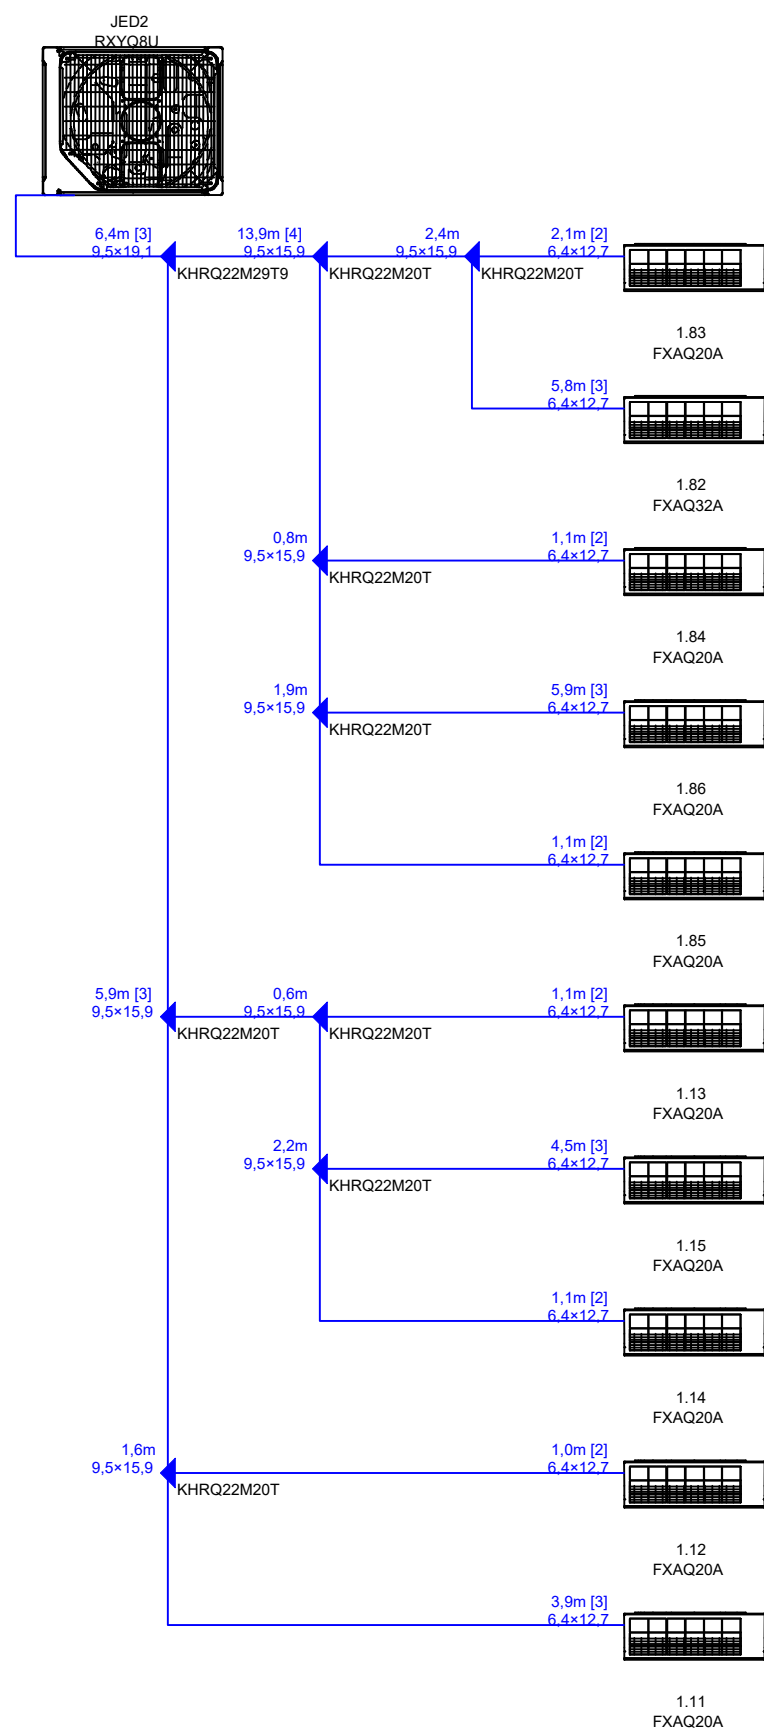 JED2
RXYQ8U
6,4m [3]
9,5×19,1
KHRQ22M29T9
13,9m [4]
9,5×15,9
KHRQ22M20T
2,4m
9,5×15,9
KHRQ22M20T
2,1m [2]
6,4×12,7
1.83
FXAQ20A
5,8m [3]
6,4×12,7
1.82
FXAQ32A
0,8m
9,5×15,9
KHRQ22M20T
1,1m [2]
6,4×12,7
1.84
FXAQ20A
1,9m
9,5×15,9
KHRQ22M20T
5,9m [3]
6,4×12,7
1.86
FXAQ20A
1,1m [2]
6,4×12,7
1.85
FXAQ20A
5,9m [3]
9,5×15,9
KHRQ22M20T
0,6m
9,5×15,9
KHRQ22M20T
1,1m [2]
6,4×12,7
1.13
FXAQ20A
2,2m
9,5×15,9
KHRQ22M20T
4,5m [3]
6,4×12,7
1.15
FXAQ20A
1,1m [2]
6,4×12,7
1.14
FXAQ20A
1,6m
9,5×15,9
KHRQ22M20T
1,0m [2]
6,4×12,7
1.12
FXAQ20A
3,9m [3]
6,4×12,7
1.11
FXAQ20A